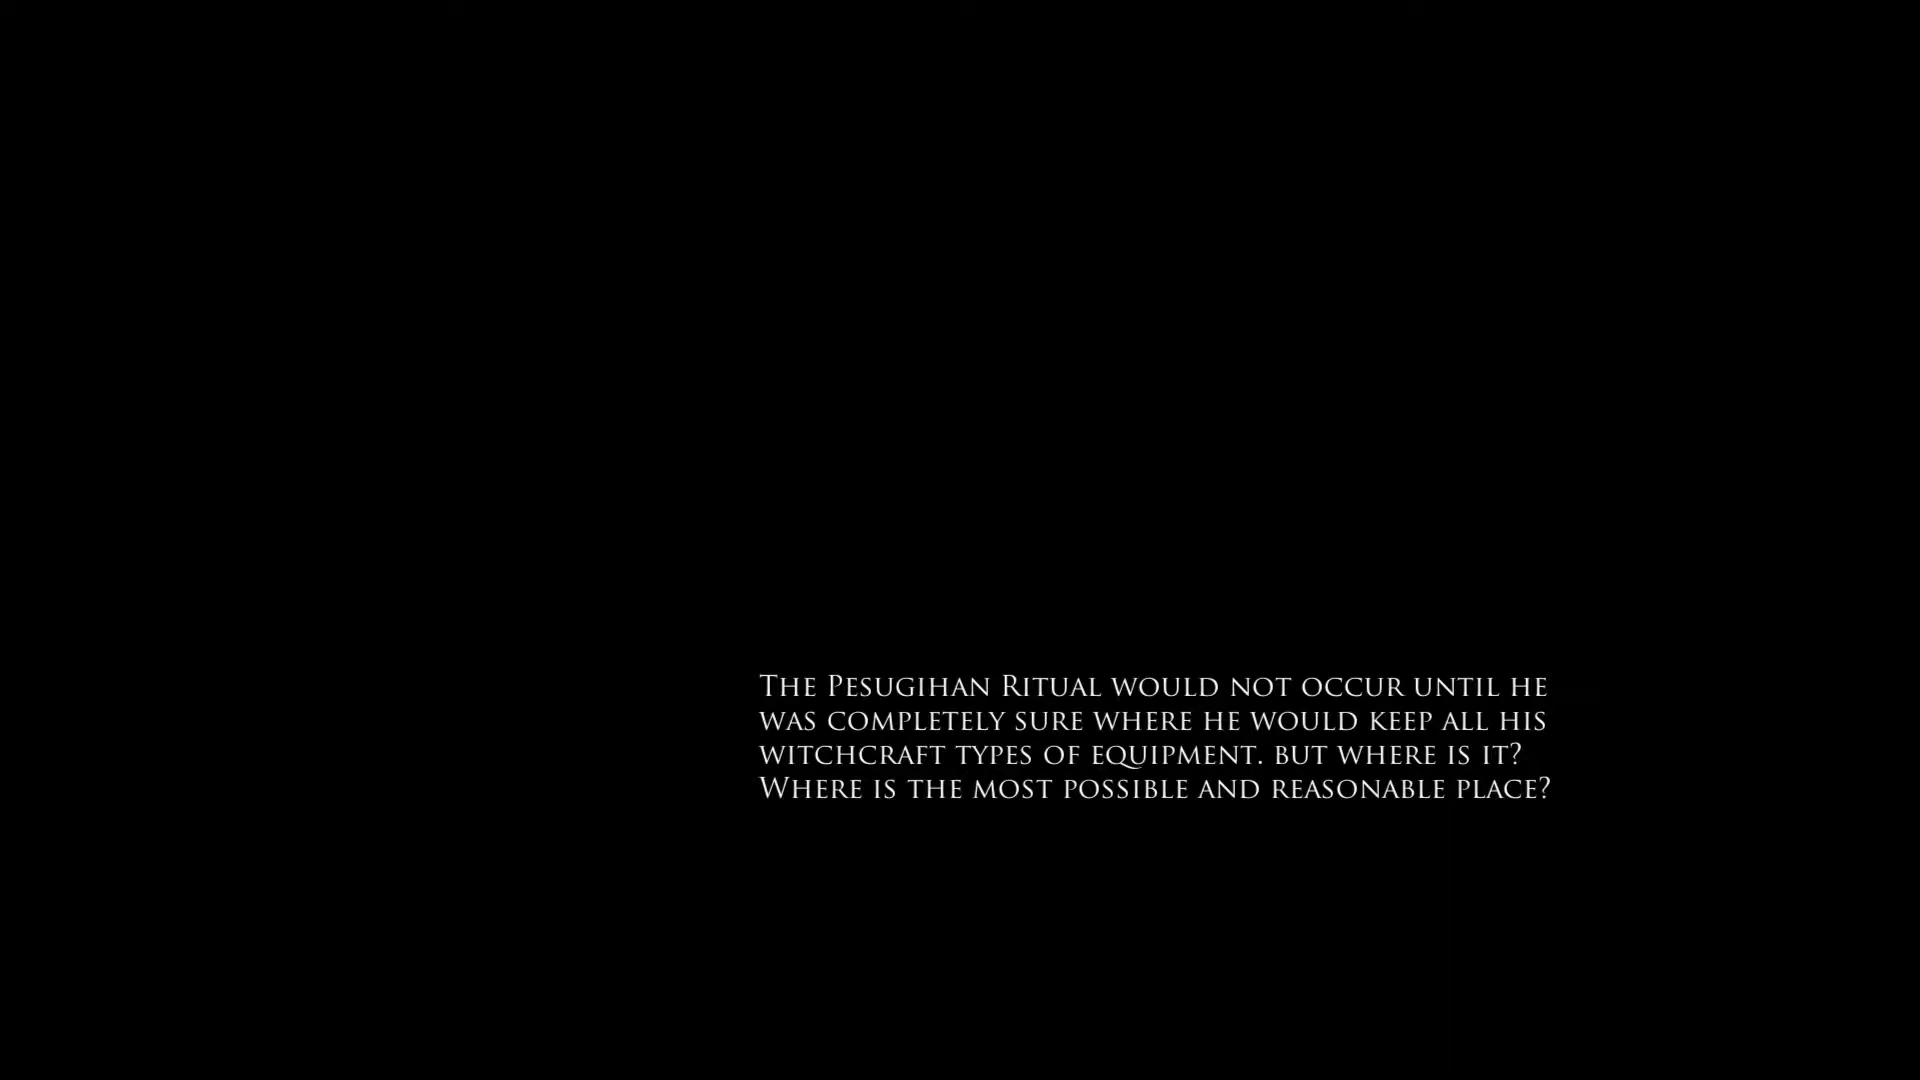 The Pesugihan Ritual would not occur until he
was completely sure where he would keep all his
witchcraft types of equipment. but where is it?
Where is the most possible and reasonable place?